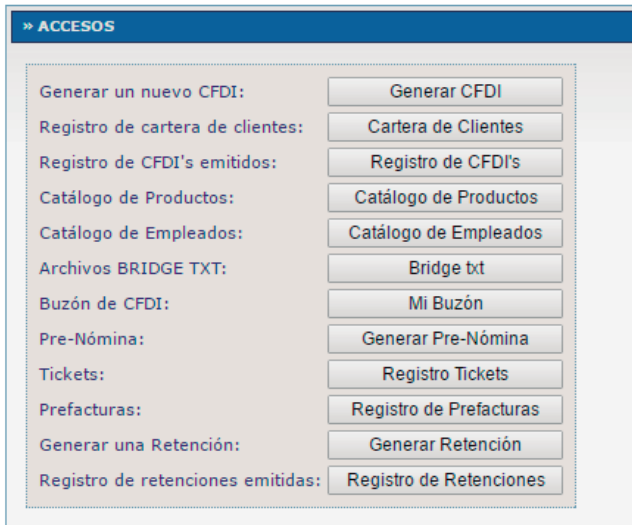 » ACCESOS
Generar un nuevo CFDI: Generar CFDI
Registro de cartera de clientes: Cartera de Clientes
Registro de CFDI's emitidos: Registro de CFDI's
Catálogo de Productos: Catálogo de Productos
Catálogo de Empleados: Catálogo de Empleados
Archivos BRIDGE TXT: Bridge txt
Buzón de CFDI: Mi Buzón
Pre-Nómina: Generar Pre-Nómina
Tickets: Registro Tickets
Prefacturas: Registro de Prefacturas
Generar una Retención: Generar Retención
Registro de retenciones emitidas: Registro de Retenciones